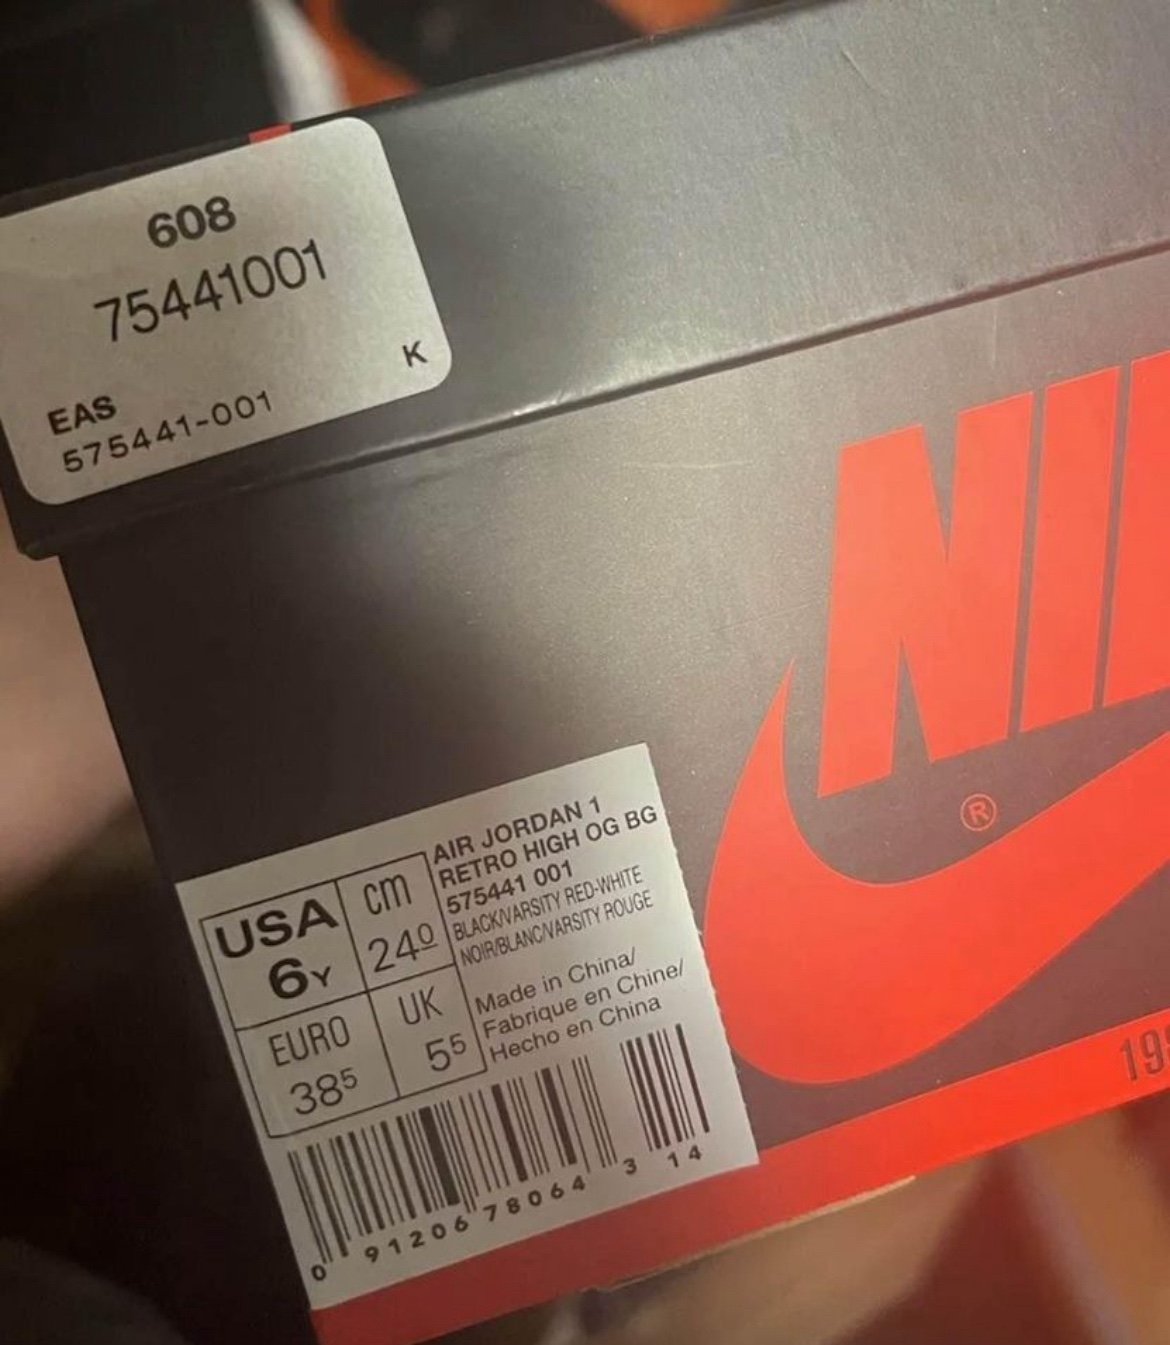 608
75441001
K
EAS
575441-001
NI
®
USA
6Y
cm
24⁰
EURO
38⁵
UK
5⁵
AIR JORDAN 1
RETRO HIGH OG BG
575441 001
BLACK/VARSITY RED-WHITE
NOIR/BLANC/VARSITY ROUGE
Made in China/
Fabrique en Chine/
Hecho en China
0 91206 78064 3 14